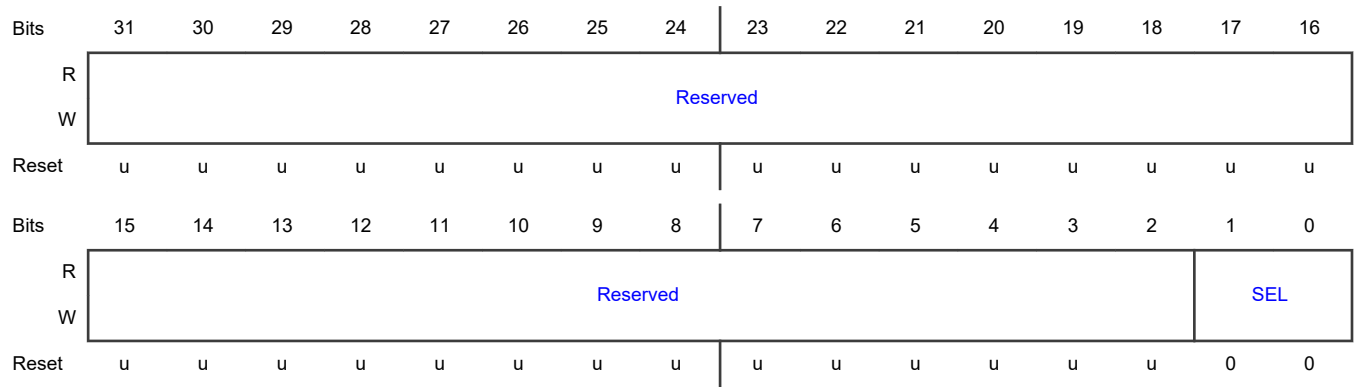 Bits 31 30 29 28 27 26 25 24 23 22 21 20 19 18 17 16
R
Reserved
W
Reset u u u u u u u u u u u u u u u u
Bits 15 14 13 12 11 10 9 8 7 6 5 4 3 2 1 0
R
Reserved SEL
W
Reset u u u u u u u u u u u u u u 0 0